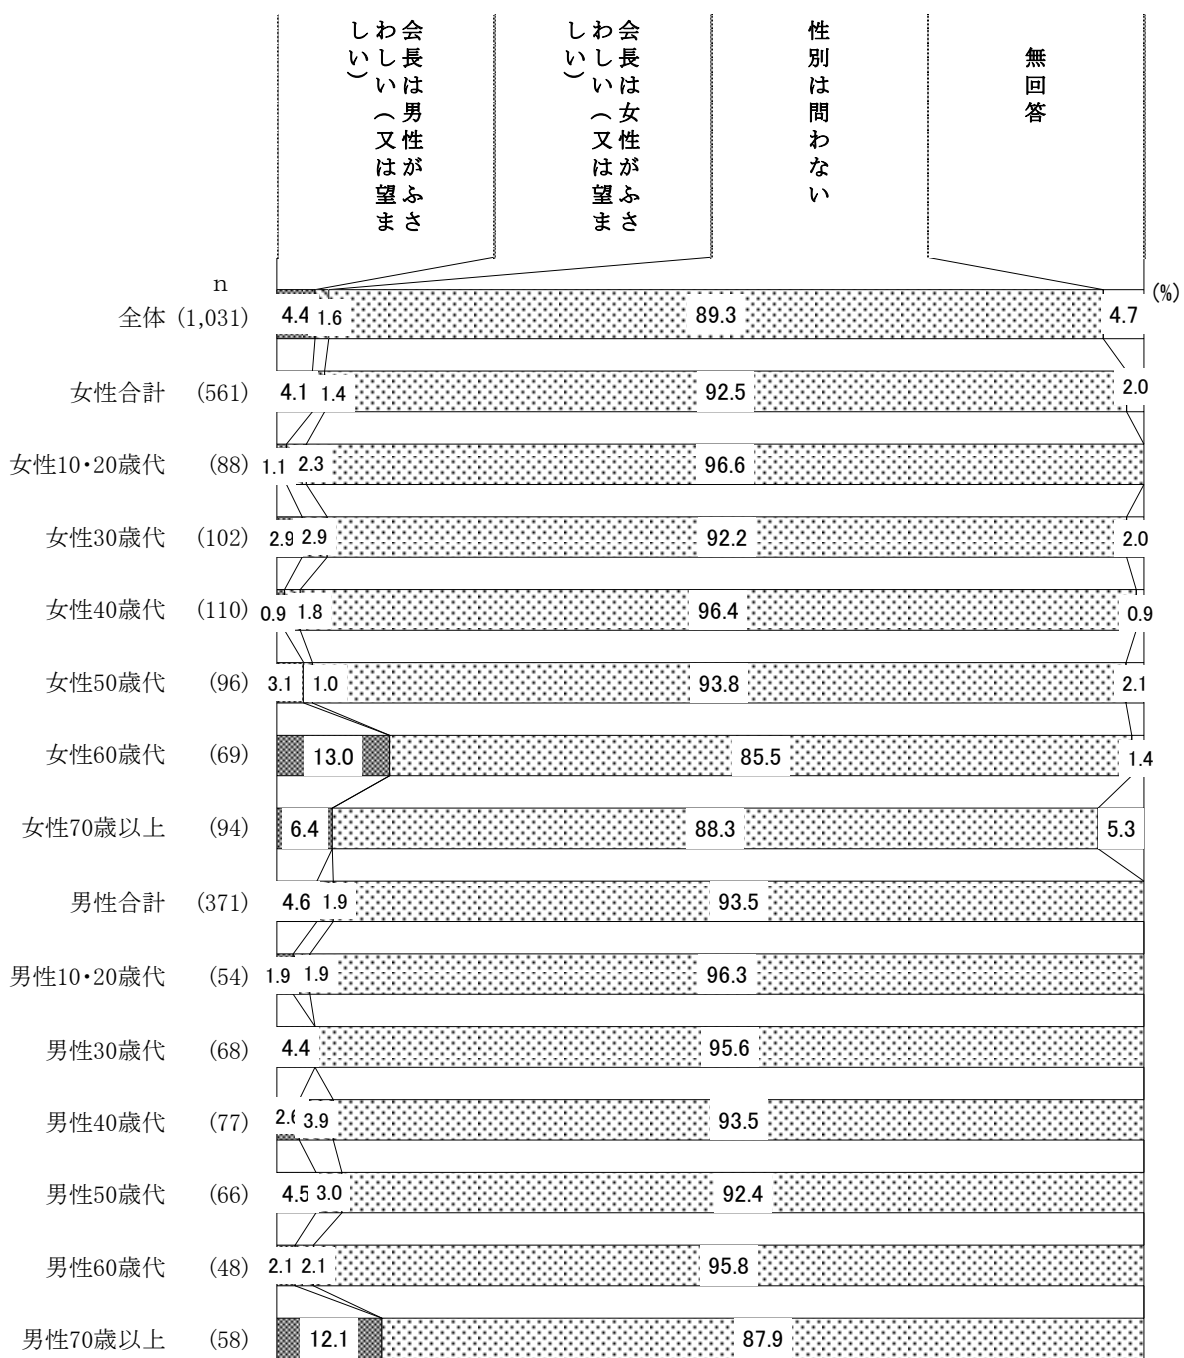 会長は男性がふさ
わしい（又は望ま
しい）
会長は女性がふさ
わしい（又は望ま
しい）
性別は問わない
無回答
n
(%)
全体 (1,031) 4.4 1.6 89.3 4.7
女性合計 (561) 4.1 1.4 92.5 2.0
女性10・20歳代 (88) 1.1 2.3 96.6
女性30歳代 (102) 2.9 2.9 92.2 2.0
女性40歳代 (110) 0.9 1.8 96.4 0.9
女性50歳代 (96) 3.1 1.0 93.8 2.1
女性60歳代 (69) 13.0 85.5 1.4
女性70歳以上 (94) 6.4 88.3 5.3
男性合計 (371) 4.6 1.9 93.5
男性10・20歳代 (54) 1.9 1.9 96.3
男性30歳代 (68) 4.4 95.6
男性40歳代 (77) 2.6 3.9 93.5
男性50歳代 (66) 4.5 3.0 92.4
男性60歳代 (48) 2.1 2.1 95.8
男性70歳以上 (58) 12.1 87.9